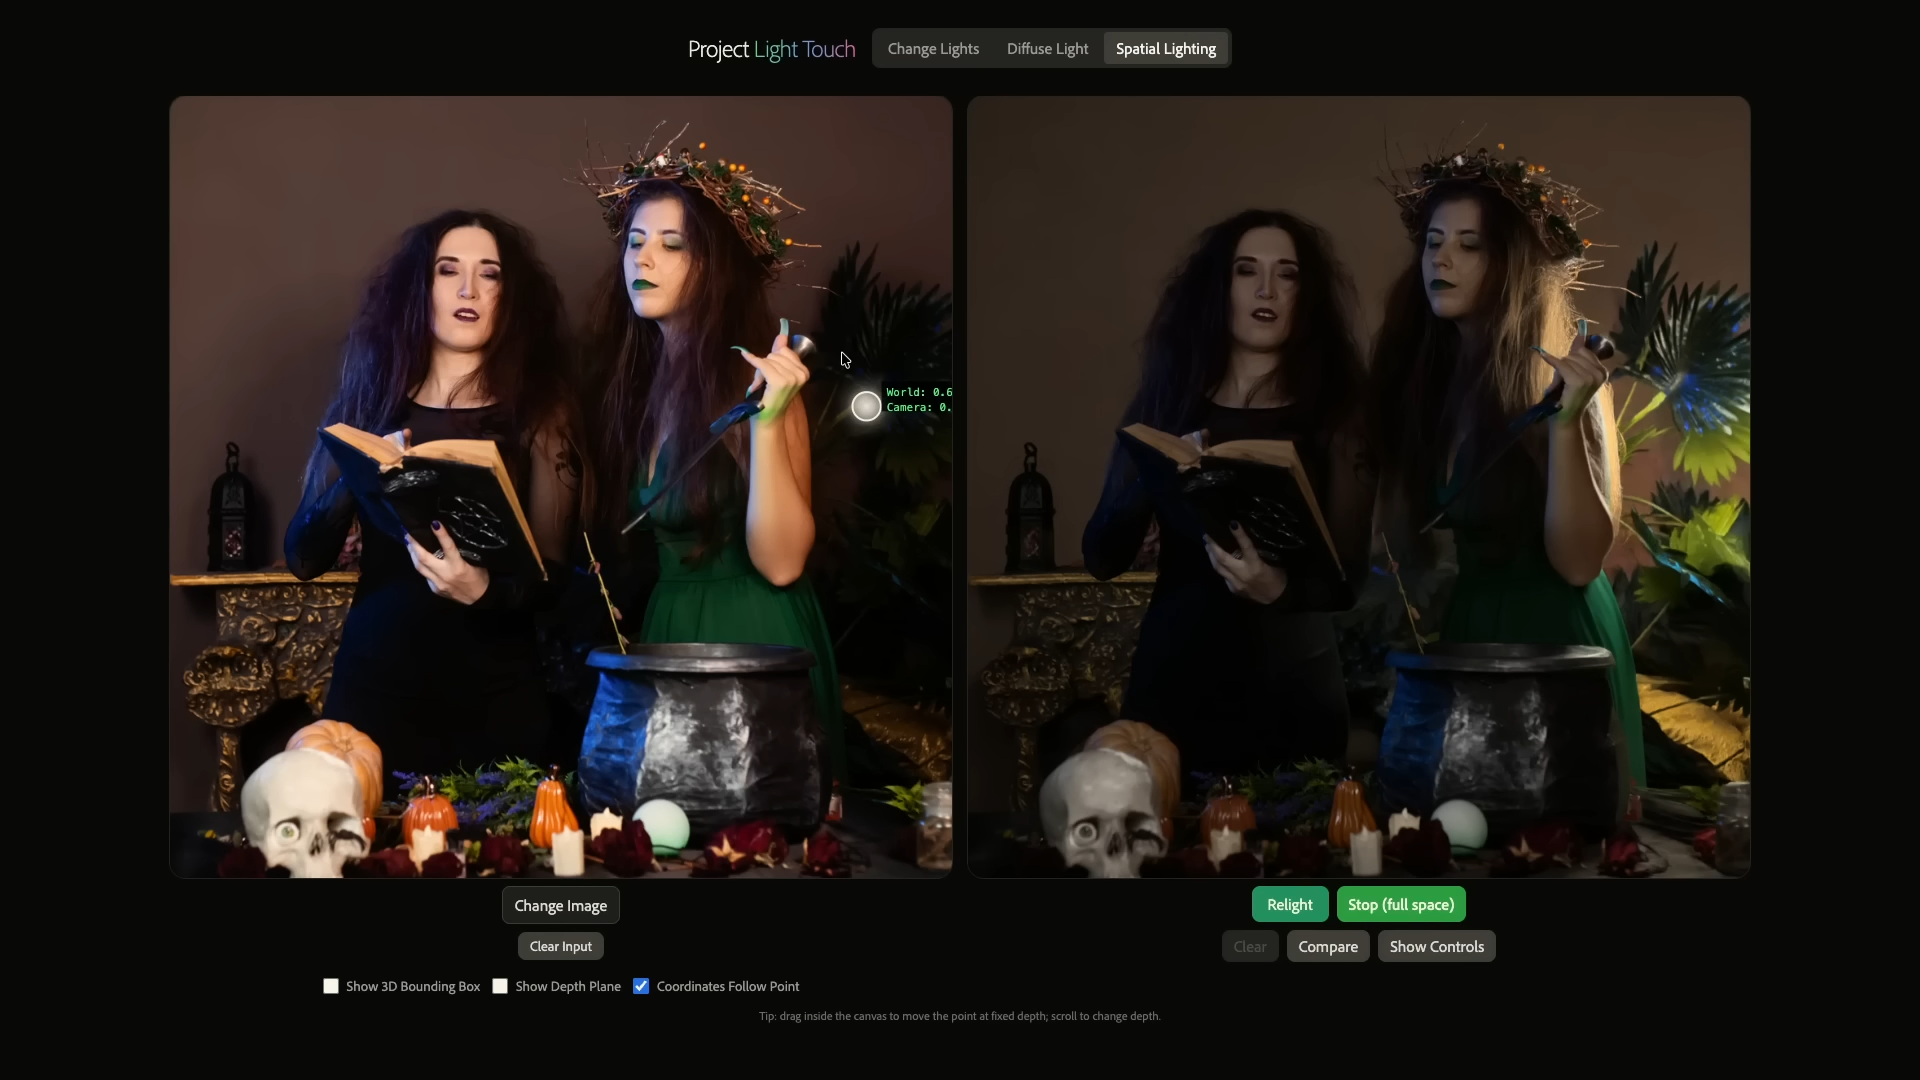 Project Light Touch
Change Lights
Diffuse Light
Spatial Lighting
World: 0.6
Camera: 0.
Change Image
Clear Input
Relight
Stop (full space)
Clear
Compare
Show Controls
Show 3D Bounding Box
Show Depth Plane
Coordinates Follow Point
Tip: drag inside the canvas to move the point at fixed depth; scroll to change depth.